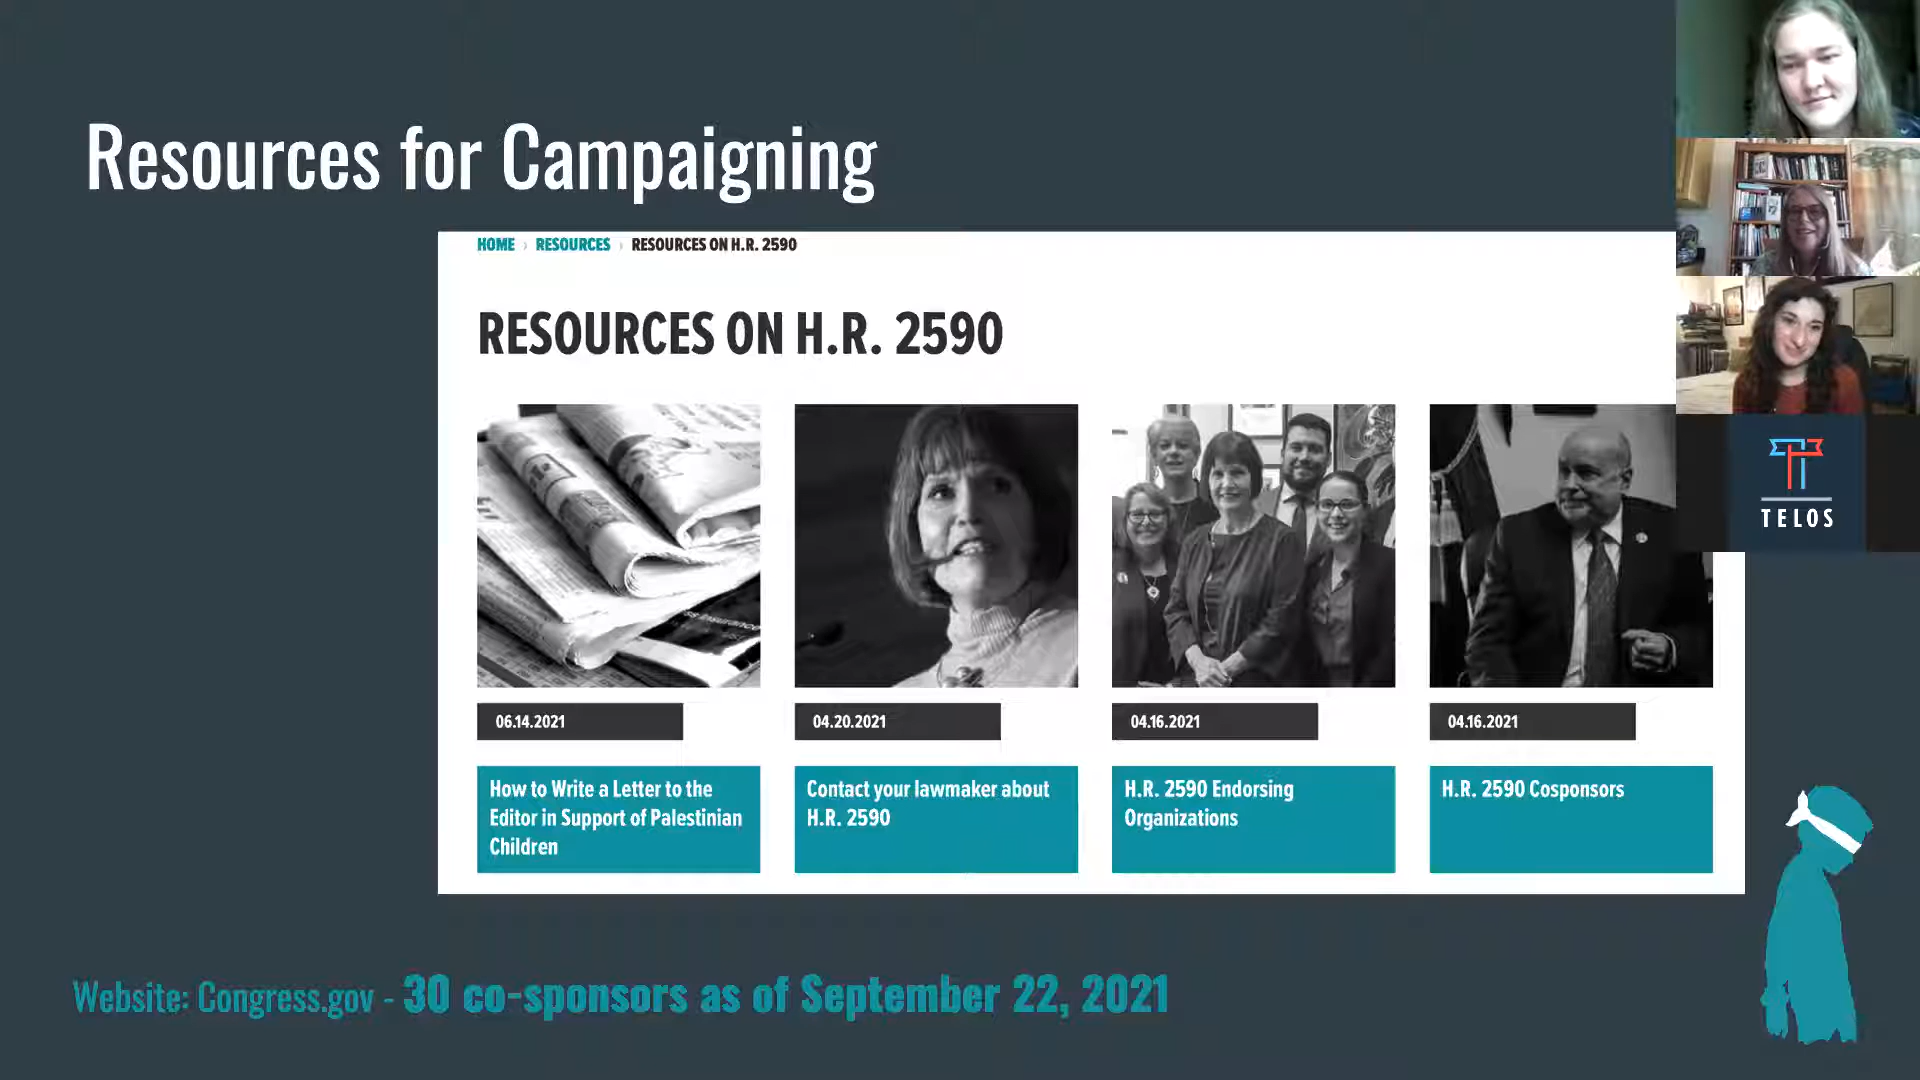 Resources for Campaigning
HOME › RESOURCES › RESOURCES ON H.R. 2590
RESOURCES ON H.R. 2590
06.14.2021
How to Write a Letter to the
Editor in Support of Palestinian
Children
04.20.2021
Contact your lawmaker about
H.R. 2590
04.16.2021
H.R. 2590 Endorsing
Organizations
04.16.2021
H.R. 2590 Cosponsors
TELOS
Website: Congress.gov - 30 co-sponsors as of September 22, 2021